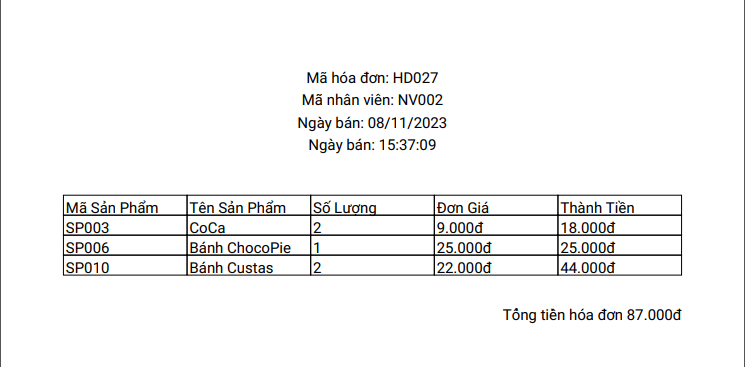 Mã hóa đơn: HD027
Mã nhân viên: NV002
Ngày bán: 08/11/2023
Ngày bán: 15:37:09
Mã Sản Phẩm Tên Sản Phẩm Số Lượng Đơn Giá Thành Tiền
SP003 CoCa 2 9.000đ 18.000đ
SP006 Bánh ChocoPie 1 25.000đ 25.000đ
SP010 Bánh Custas 2 22.000đ 44.000đ
Tổng tiền hóa đơn 87.000đ